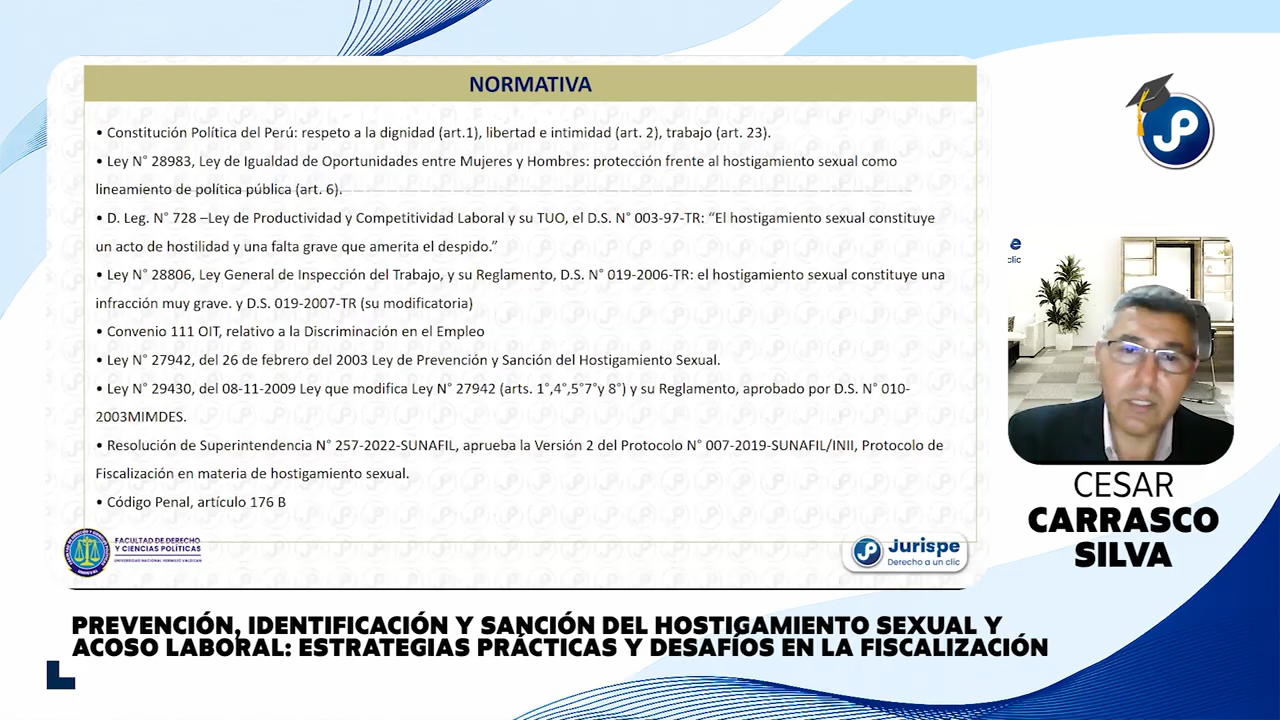 NORMATIVA
• Constitución Política del Perú: respeto a la dignidad (art.1), libertad e intimidad (art. 2), trabajo (art. 23).
• Ley N° 28983, Ley de Igualdad de Oportunidades entre Mujeres y Hombres: protección frente al hostigamiento sexual como
lineamiento de política pública (art. 6).
• D. Leg. N° 728 –Ley de Productividad y Competitividad Laboral y su TUO, el D.S. N° 003-97-TR: “El hostigamiento sexual constituye
un acto de hostilidad y una falta grave que amerita el despido.”
• Ley N° 28806, Ley General de Inspección del Trabajo, y su Reglamento, D.S. N° 019-2006-TR: el hostigamiento sexual constituye una
infracción muy grave. y D.S. 019-2007-TR (su modificatoria)
• Convenio 111 OIT, relativo a la Discriminación en el Empleo
• Ley N° 27942, del 26 de febrero del 2003 Ley de Prevención y Sanción del Hostigamiento Sexual.
• Ley N° 29430, del 08-11-2009 Ley que modifica Ley N° 27942 (arts. 1°,4°,5°7°y 8°) y su Reglamento, aprobado por D.S. N° 010-
2003MIMDES.
• Resolución de Superintendencia N° 257-2022-SUNAFIL, aprueba la Versión 2 del Protocolo N° 007-2019-SUNAFIL/INII, Protocolo de
Fiscalización en materia de hostigamiento sexual.
• Código Penal, artículo 176 B
FACULTAD DE DERECHO
Y CIENCIAS POLÍTICAS
UNIVERSIDAD NACIONAL HERMILIO VALDIZAN
JP
Jurispe
Derecho a un clic
JP
e
clic
CESAR
CARRASCO
SILVA
PREVENCIÓN, IDENTIFICACIÓN Y SANCIÓN DEL HOSTIGAMIENTO SEXUAL Y
ACOSO LABORAL: ESTRATEGIAS PRÁCTICAS Y DESAFÍOS EN LA FISCALIZACIÓN